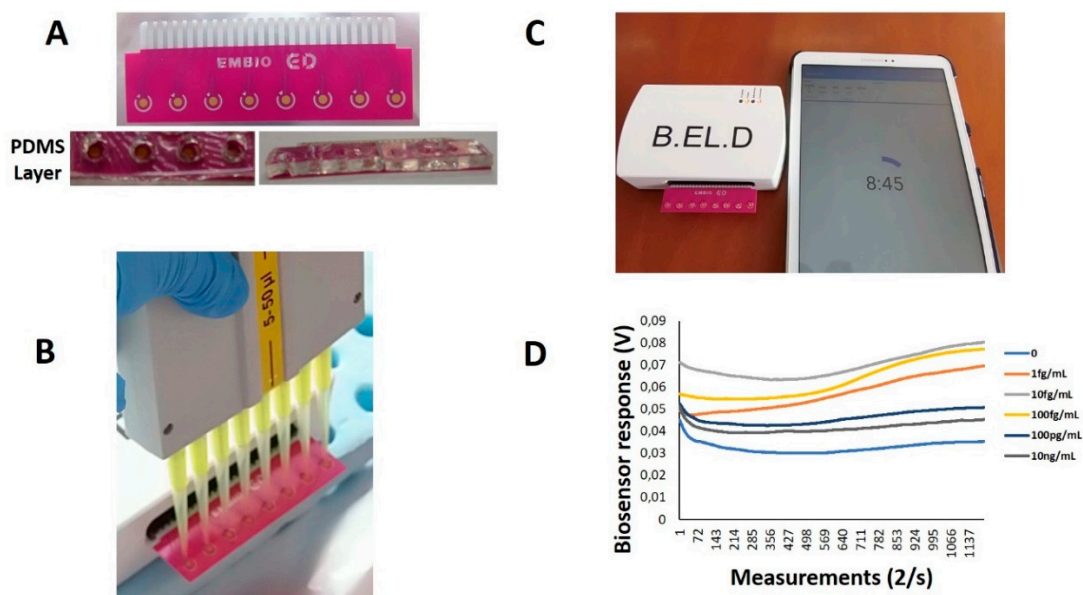 A
EMBIO ED
PDMS
Layer
B
5-50 µl
C
B.EL.D
EMBIO ED
8:45
D
Biosensor response (V)
0,09
0,08
0,07
0,06
0,05
0,04
0,03
0,02
0,01
0
1
72
143
214
285
356
427
498
569
640
711
782
853
924
995
1066
1137
Measurements (2/s)
0
1fg/mL
10fg/mL
100fg/mL
100pg/mL
10ng/mL